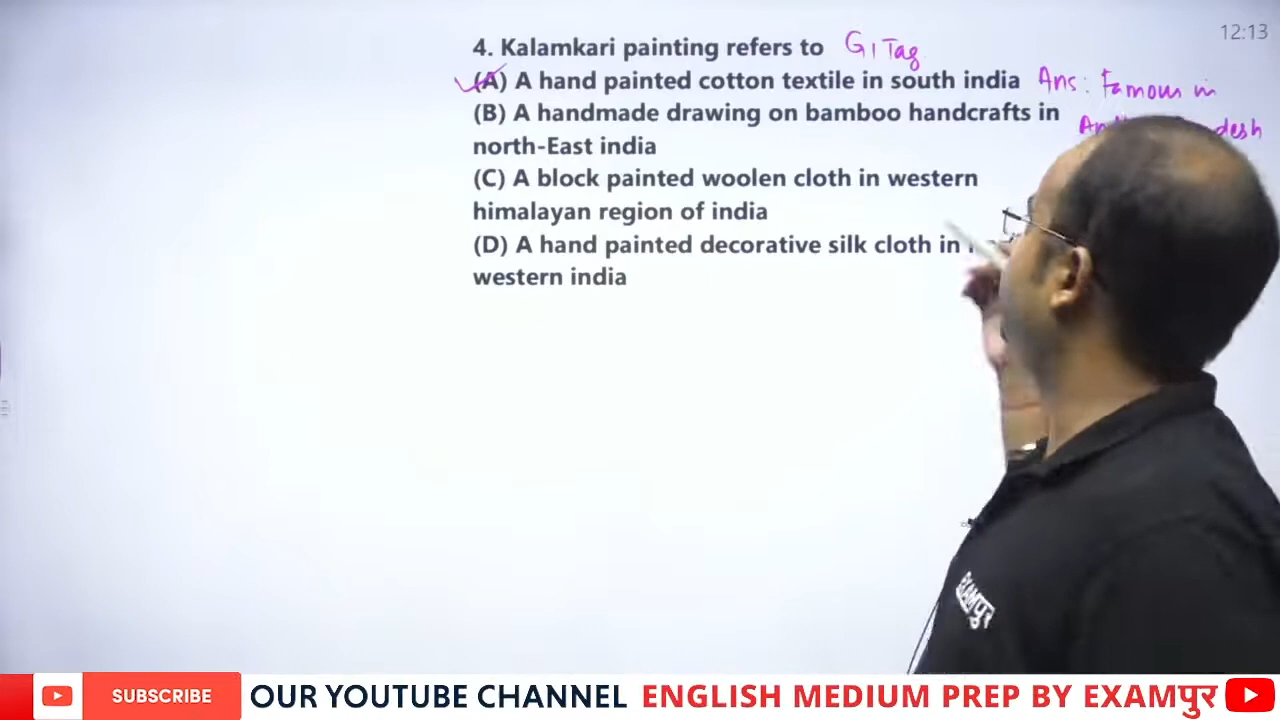 12:13
4. Kalamkari painting refers to GI Tag
(A) A hand painted cotton textile in south india Ans: Famous in
(B) A handmade drawing on bamboo handcrafts in
north-East india
(C) A block painted woolen cloth in western
himalayan region of india
(D) A hand painted decorative silk cloth in
western india
EXAMपुर
SUBSCRIBE OUR YOUTUBE CHANNEL ENGLISH MEDIUM PREP BY EXAMपुर